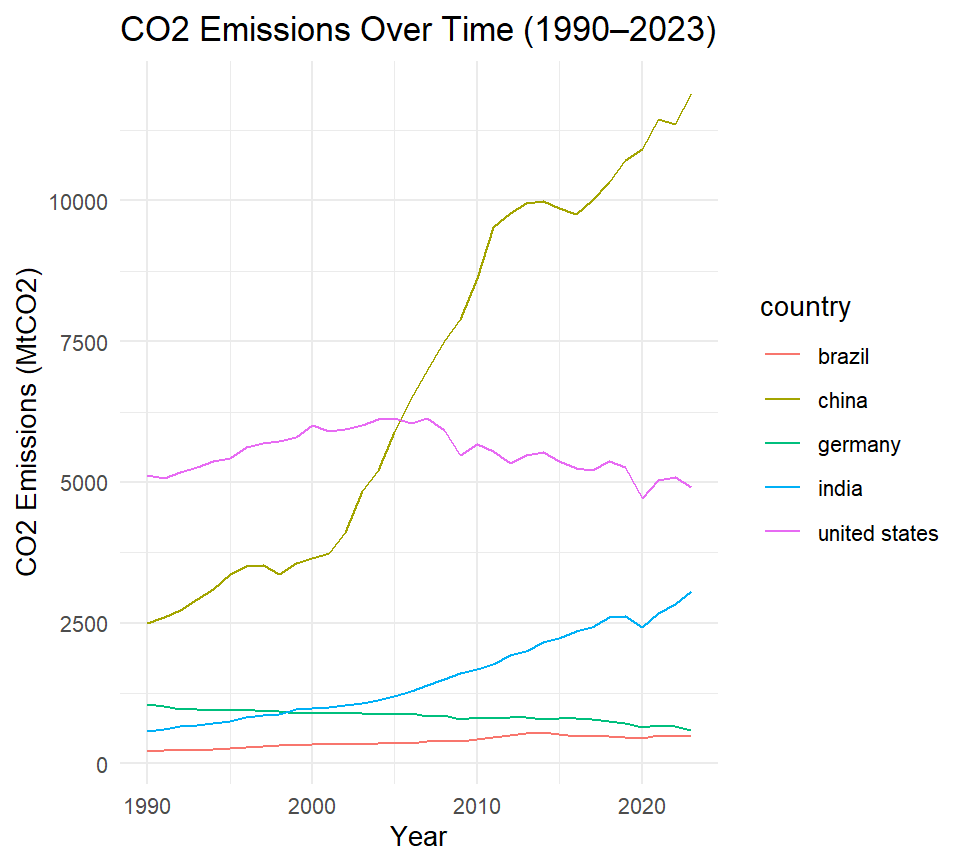 CO2 Emissions Over Time (1990–2023)
CO2 Emissions (MtCO2)
10000
7500
5000
2500
0
1990 2000 2010 2020
Year
country
brazil
china
germany
india
united states